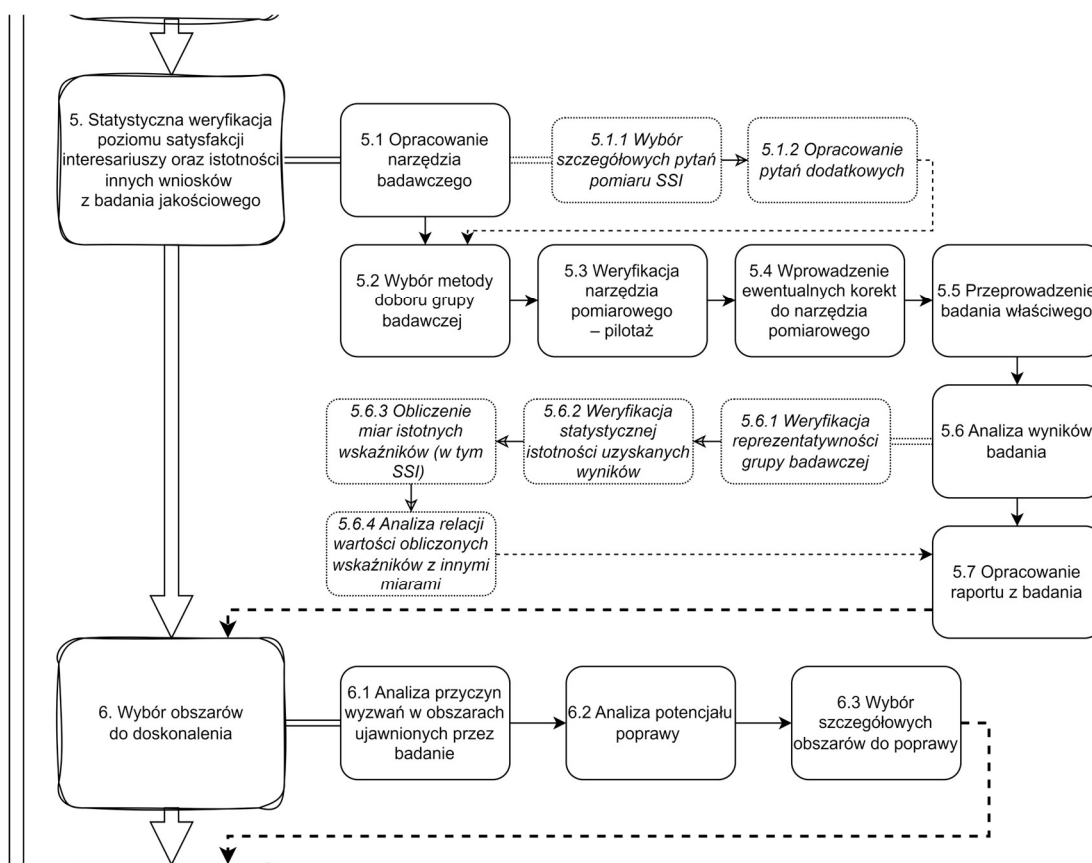 5. Statystyczna weryfikacja
poziomu satysfakcji
interesariuszy oraz istotności
innych wniosków
z badania jakościowego
5.1 Opracowanie
narzędzia
badawczego
5.1.1 Wybór
szczegółowych pytań
pomiaru SSI
5.1.2 Opracowanie
pytań dodatkowych
5.2 Wybór metody
doboru grupy
badawczej
5.3 Weryfikacja
narzędzia
pomiarowego
– pilotaż
5.4 Wprowadzenie
ewentualnych korekt
do narzędzia
pomiarowego
5.5 Przeprowadzenie
badania właściwego
5.6 Analiza wyników
badania
5.6.1 Weryfikacja
reprezentatywności
grupy badawczej
5.6.2 Weryfikacja
statystycznej
istotności uzyskanych
wyników
5.6.3 Obliczenie
miar istotnych
wskaźników (w tym
SSI)
5.6.4 Analiza relacji
wartości obliczonych
wskaźników z innymi
miarami
5.7 Opracowanie
raportu z badania
6. Wybór obszarów
do doskonalenia
6.1 Analiza przyczyn
wyzwań w obszarach
ujawnionych przez
badanie
6.2 Analiza potencjału
poprawy
6.3 Wybór
szczegółowych
obszarów do poprawy